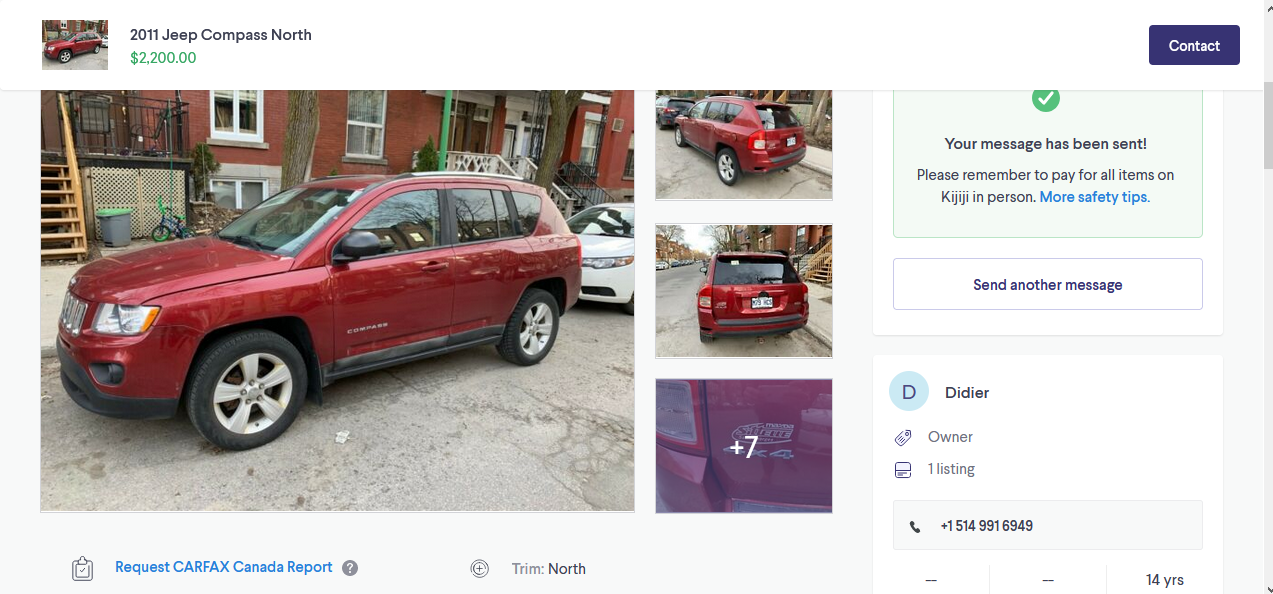 2011 Jeep Compass North
$2,200.00
Contact
Your message has been sent!
Please remember to pay for all items on
Kijiji in person. More safety tips.
Send another message
COMPASS
+7
4x4
D
Didier
Owner
1 listing
+1 514 991 6949
Request CARFAX Canada Report ?
Trim: North
--
--
14 yrs